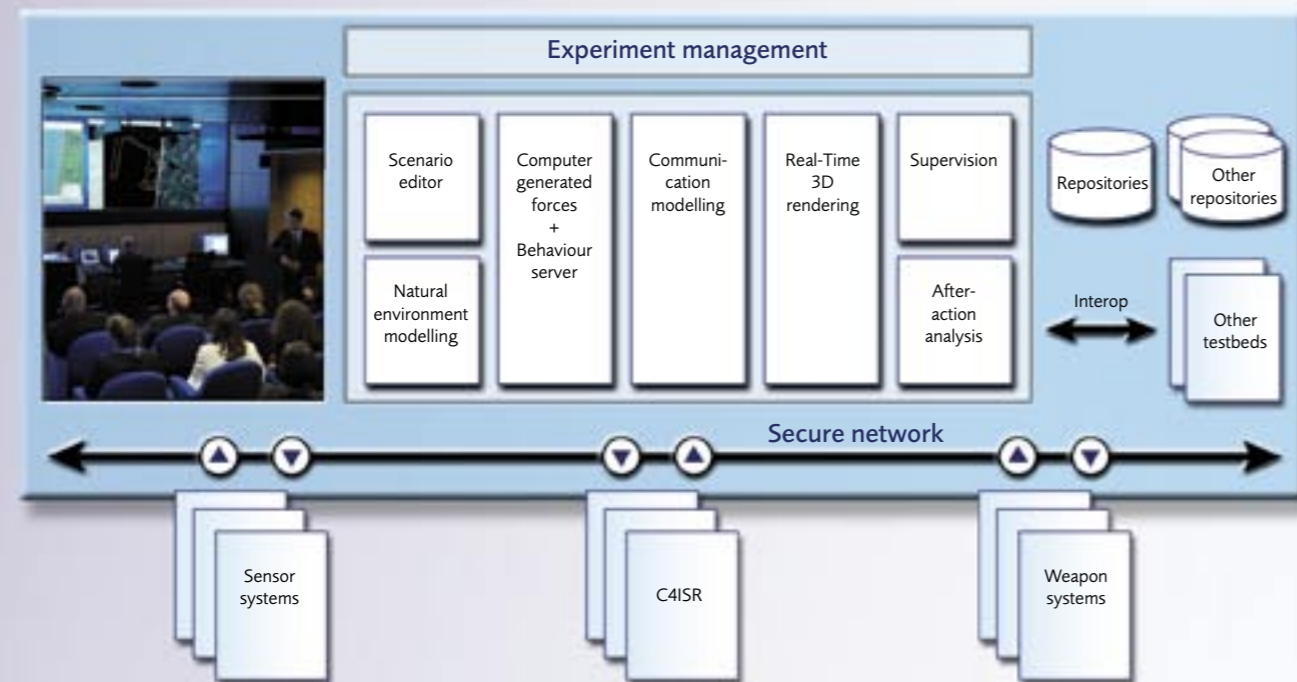 Experiment management
Scenario
editor
Natural
environment
modelling
Computer
generated
forces
+
Behaviour
server
Communi-
cation
modelling
Real-Time
3D
rendering
Supervision
After-
action
analysis
Repositories
Other
repositories
Interop
Other
testbeds
Secure network
Sensor
systems
C4ISR
Weapon
systems